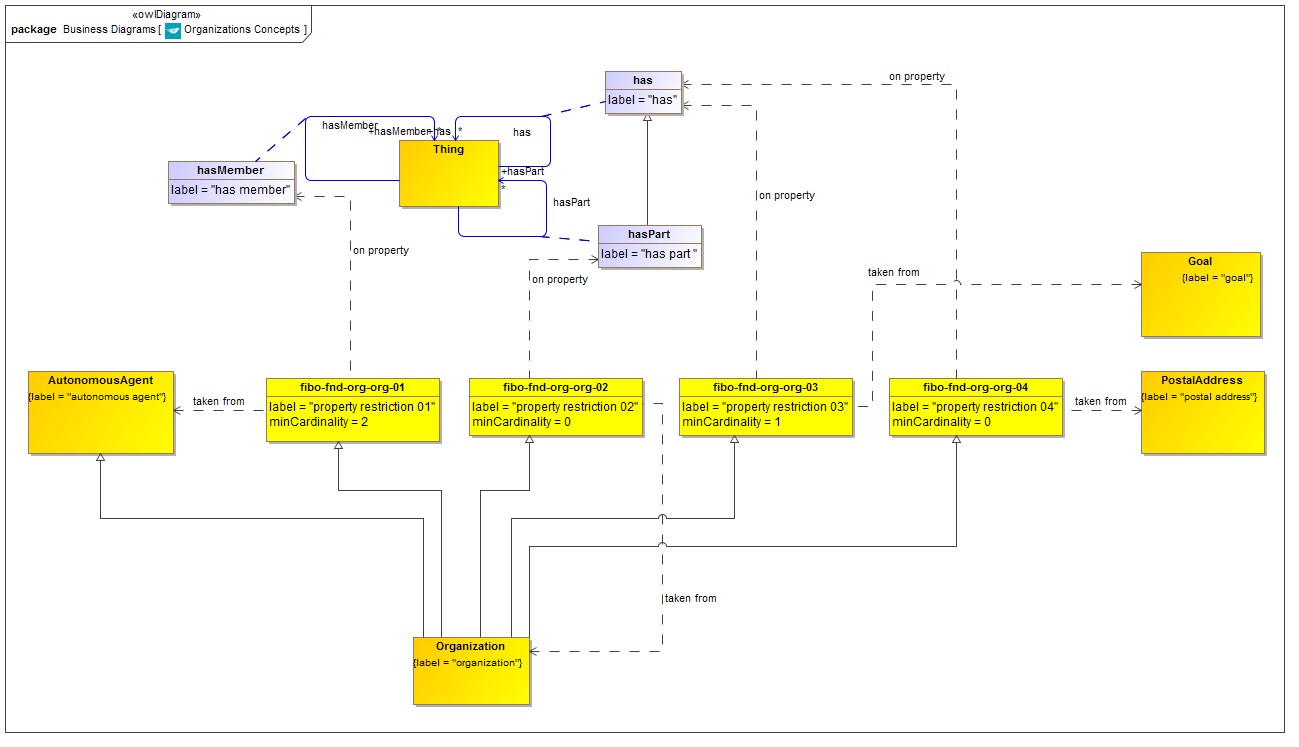 «owlDiagram»
package Business Diagrams [ Organizations Concepts ]
has
label = "has"
on property
hasMember
+hasMember
+has
*
*
has
Thing
hasMember
label = "has member"
+hasPart
*
hasPart
on property
hasPart
label = "has part "
on property
on property
taken from
Goal
{label = "goal"}
AutonomousAgent
{label = "autonomous agent"}
taken from
fibo-fnd-org-org-01
label = "property restriction 01"
minCardinality = 2
fibo-fnd-org-org-02
label = "property restriction 02"
minCardinality = 0
fibo-fnd-org-org-03
label = "property restriction 03"
minCardinality = 1
fibo-fnd-org-org-04
label = "property restriction 04"
minCardinality = 0
taken from
PostalAddress
{label = "postal address"}
taken from
Organization
{label = "organization"}